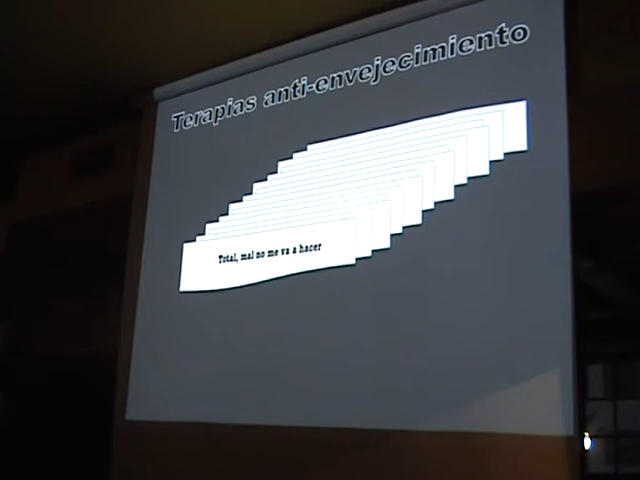 Terapias anti-envejecimiento
Total, mal no me va a hacer